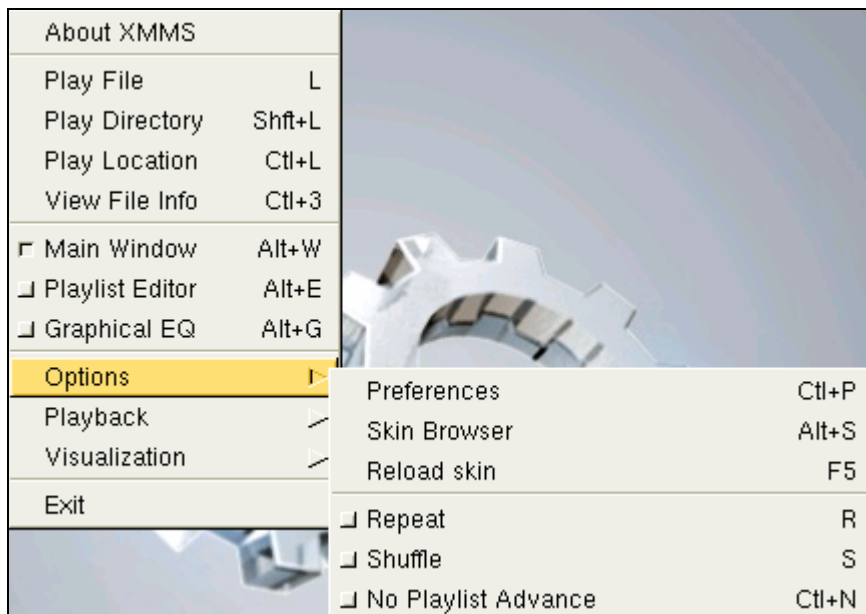 About XMMS
Play File L
Play Directory Shft+L
Play Location Ctl+L
View File Info Ctl+3
Main Window Alt+W
Playlist Editor Alt+E
Graphical EQ Alt+G
Options
Playback
Visualization
Exit
Preferences Ctl+P
Skin Browser Alt+S
Reload skin F5
Repeat R
Shuffle S
No Playlist Advance Ctl+N